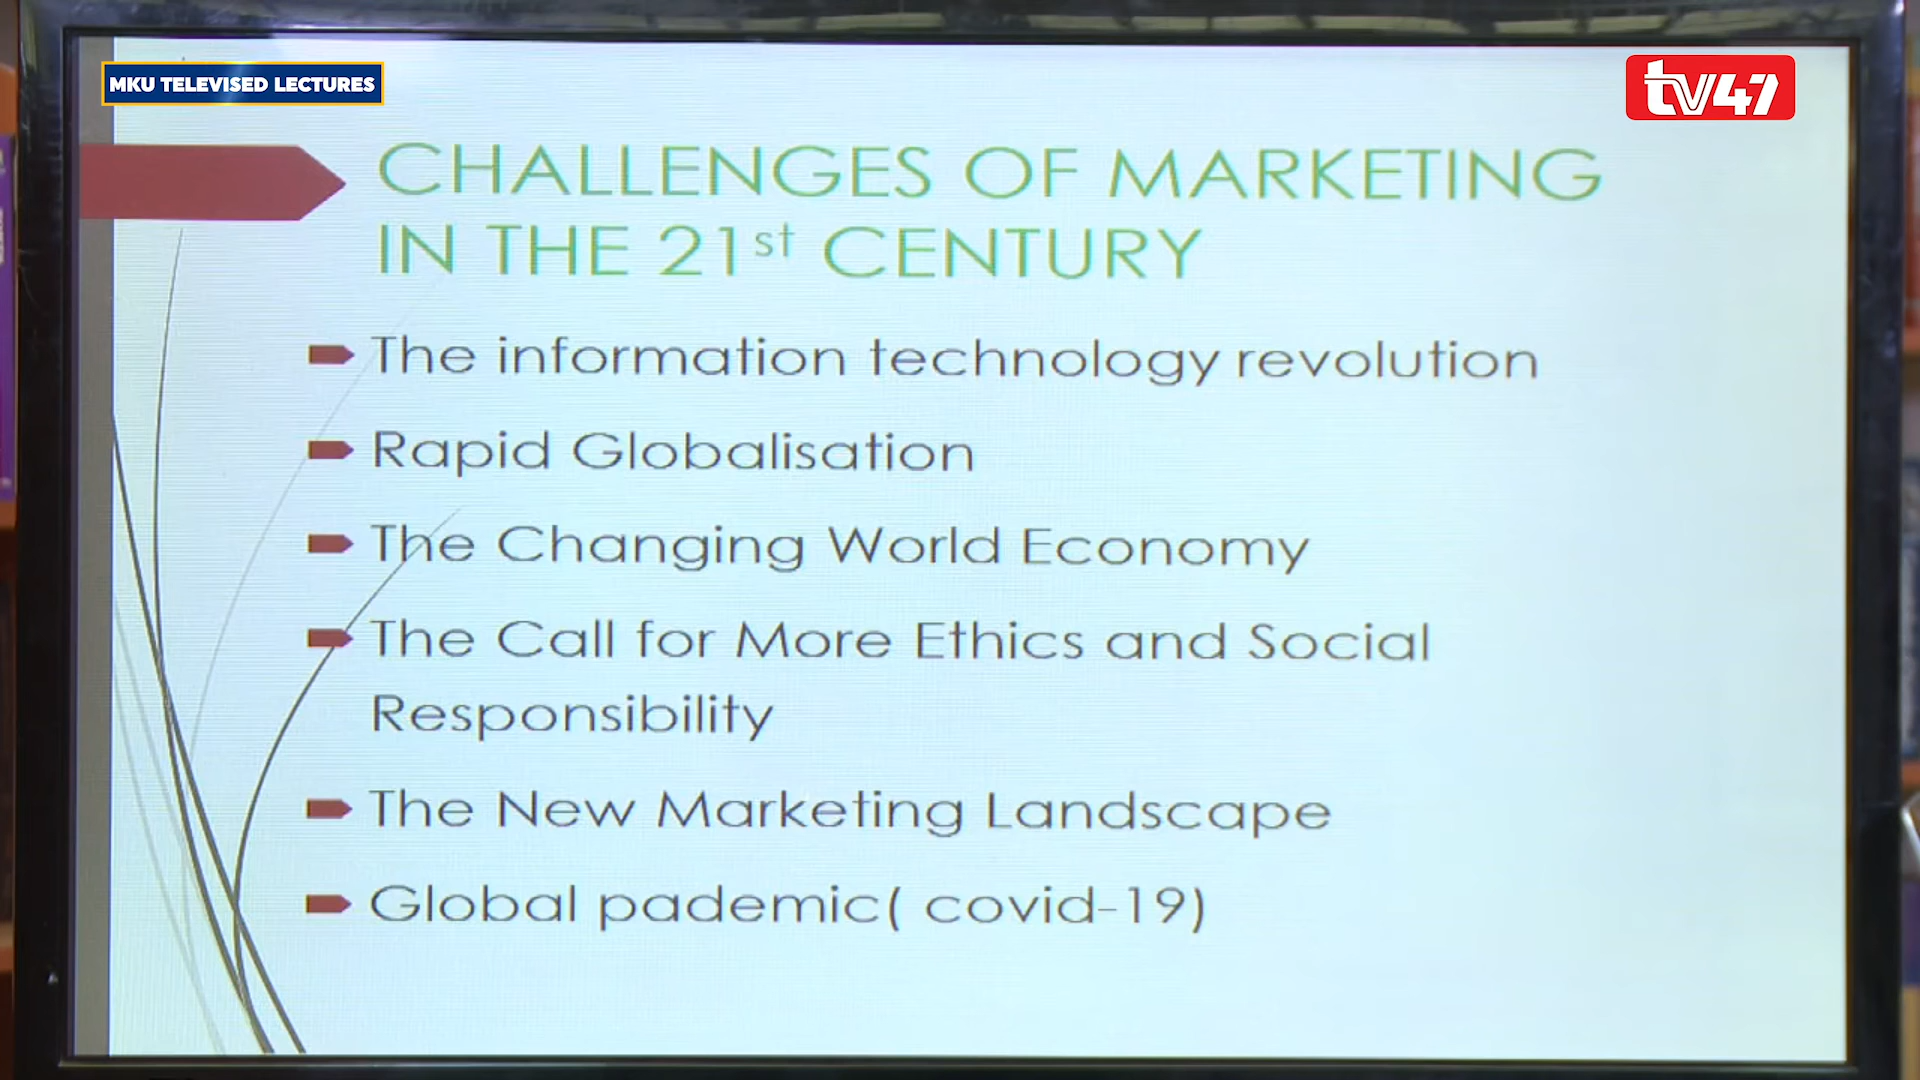 MKU TELEVISED LECTURES
tv47
CHALLENGES OF MARKETING
IN THE 21st CENTURY
The information technology revolution
Rapid Globalisation
The Changing World Economy
The Call for More Ethics and Social
Responsibility
The New Marketing Landscape
Global pademic( covid-19)